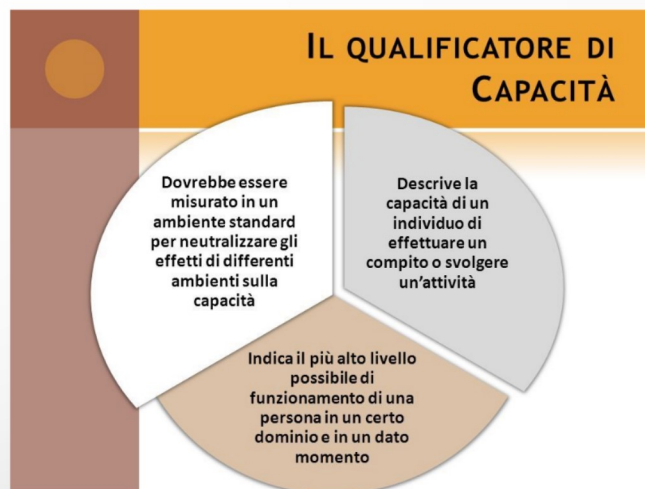 IL QUALIFICATORE DI
CAPACITÀ
Dovrebbe essere
misurato in un
ambiente standard
per neutralizzare gli
effetti di differenti
ambienti sulla
capacità
Descrive la
capacità di un
individuo di
effettuare un
compito o svolgere
un'attività
Indica il più alto livello
possibile di
funzionamento di una
persona in un certo
dominio e in un dato
momento